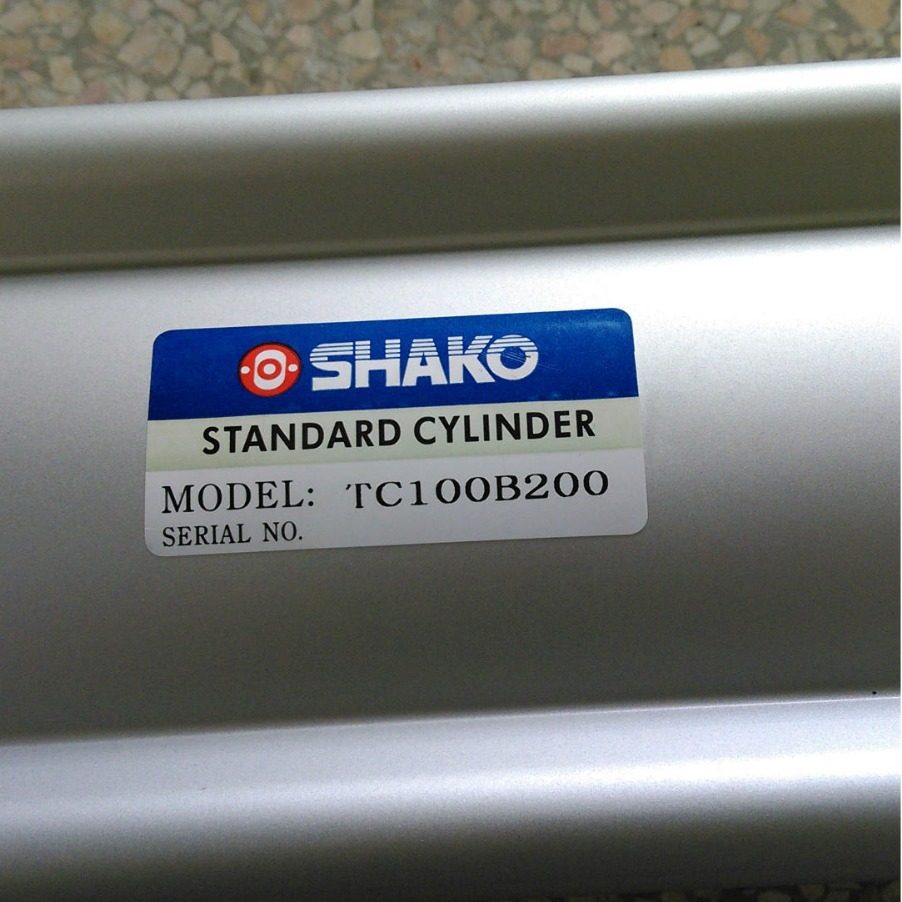 SHAKO
STANDARD CYLINDER
MODEL: TC100B200
SERIAL NO.